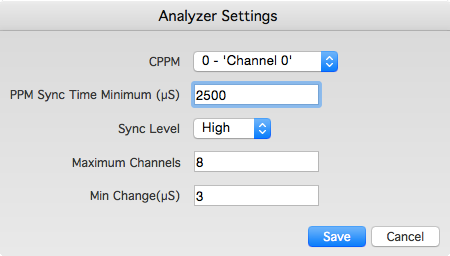 Analyzer Settings
CPPM 0 - 'Channel 0'
PPM Sync Time Minimum (µS) 2500
Sync Level High
Maximum Channels 8
Min Change(µS) 3
Save Cancel